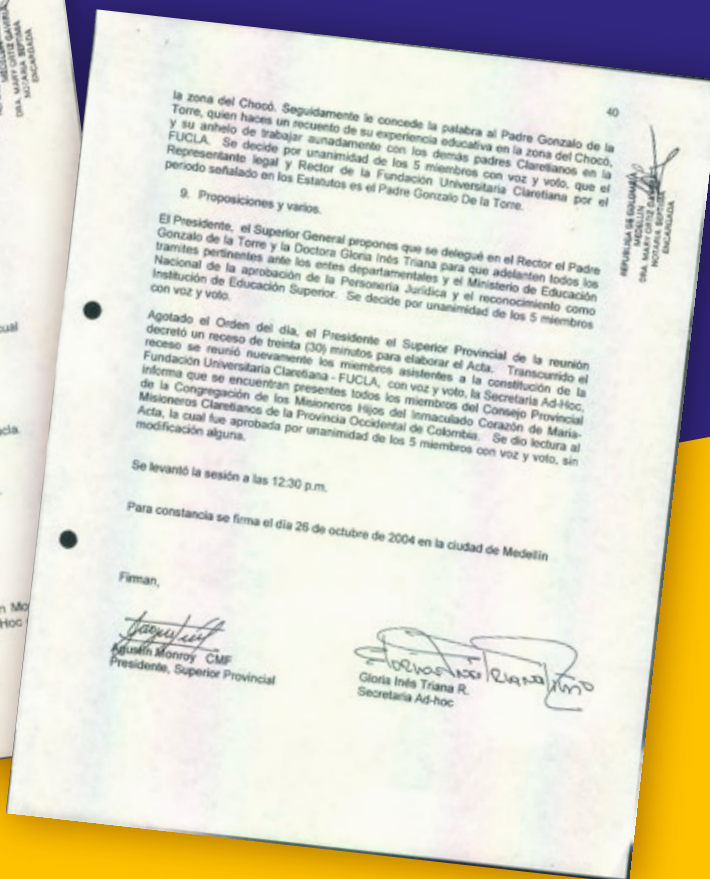 40
la zona del Chocó. Seguidamente le concede la palabra al Padre Gonzalo de la
Torre, quien haces un recuento de su experiencia educativa en la zona del Chocó,
y su anhelo de trabajar aunadamente con los demás padres Claretianos en la
FUCLA. Se decide por unanimidad de los 5 miembros con voz y voto, que el
Representante legal y Rector de la Fundación Universitaria Claretiana por el
periodo señalado en los Estatutos es el Padre Gonzalo De la Torre.
9. Proposiciones y varios.
El Presidente, el Superior General propones que se delegué en el Rector el Padre
Gonzalo de la Torre y la Doctora Gloria Inés Triana para que adelanten todos los
tramites pertinentes ante los entes departamentales y el Ministerio de Educación
Nacional de la aprobación de la Personería Jurídica y el reconocimiento como
Institución de Educación Superior. Se decide por unanimidad de los 5 miembros
con voz y voto.
Agotado el Orden del día, el Presidente el Superior Provincial de la reunión
decretó un receso de treinta (30) minutos para elaborar el Acta. Transcurrido el
receso se reunió nuevamente los miembros asistentes a la constitución de la
Fundación Universitaria Claretiana - FUCLA, con voz y voto, la Secretaria Ad-Hoc,
informa que se encuentran presentes todos los miembros del Consejo Provincial
de la Congregación de los Misioneros Hijos del Inmaculado Corazón de Maria-
Misioneros Claretianos de la Provincia Occidental de Colombia. Se dio lectura al
Acta, la cual fue aprobada por unanimidad de los 5 miembros con voz y voto, sin
modificación alguna.
Se levantó la sesión a las 12:30 p.m.
Para constancia se firma el día 26 de octubre de 2004 en la ciudad de Medellín
Firman,
Agustín Monroy CMF
Presidente, Superior Provincial
Gloria Inés Triana R.
Secretaria Ad-hoc
REPUBLICA DE COLOMBIA
MEDELLIN
DRA. MARY ORTIZ
NOTARIA SEPTIMA
ENCARGADA
MEDELLIN
DRA. MARY ORTIZ GAVIRIA
NOTARIA SEPTIMA
ENCARGADA